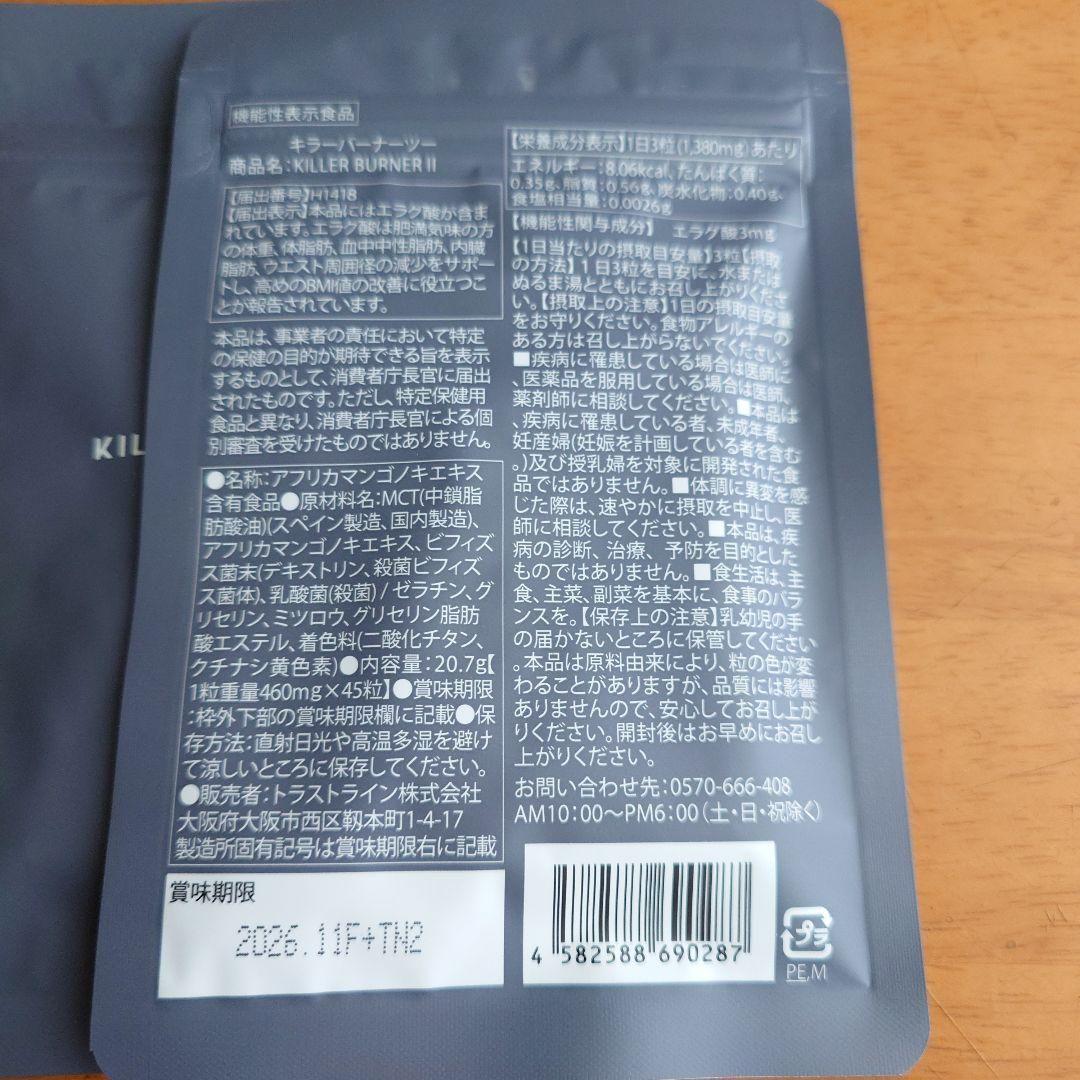 機能性表示食品
キラーバーナーツー
商品名:KILLER BURNER II
【届出番号】H1418
【届出表示】本品にはエラグ酸が含ま
れています。エラグ酸は肥満気味の方
の体重、体脂肪、血中中性脂肪、内臓
脂肪、ウエスト周囲径の減少をサポー
トし、高めのBMI値の改善に役立つこ
とが報告されています。
本品は、事業者の責任において特定
の保健の目的が期待できる旨を表示
するものとして、消費者庁長官に届出
されたものです。ただし、特定保健用
食品と異なり、消費者庁長官による個
別審査を受けたものではありません。
●名称:アフリカマンゴノキエキス
含有食品●原材料名:MCT(中鎖脂
肪酸油)(スペイン製造、国内製造)、
アフリカマンゴノキエキス、ビフィズ
ス菌末(デキストリン、殺菌ビフィズ
ス菌体)、乳酸菌(殺菌) / ゼラチン、グ
リセリン、ミツロウ、グリセリン脂肪
酸エステル、着色料(二酸化チタン、
クチナシ黄色素)●内容量:20.7g【
1粒重量460mg×45粒】●賞味期限
:枠外下部の賞味期限欄に記載●保
存方法:直射日光や高温多湿を避け
て涼しいところに保存してください。
●販売者:トラストライン株式会社
大阪府大阪市西区靱本町1-4-17
製造所固有記号は賞味期限右に記載
賞味期限
2026.11F+TN2
【栄養成分表示】1日3粒(1,380mg)あたり
エネルギー:8.06kcal、たんぱく質:
0.35g、脂質:0.56g、炭水化物:0.40g、
食塩相当量:0.0026g
【機能性関与成分】 エラグ酸3mg
【1日当たりの摂取目安量】3粒【摂取
の方法】1日3粒を目安に、水または
ぬるま湯とともにお召し上がりくださ
い。【摂取上の注意】1日の摂取目安量
をお守りください。食物アレルギーの
ある方は召し上がらないでください。
■疾病に罹患している場合は医師に
、医薬品を服用している場合は医師、
薬剤師に相談してください。■本品は
、疾病に罹患している者、未成年者、
妊産婦(妊娠を計画している者を含む
。)及び授乳婦を対象に開発された食
品ではありません。■体調に異変を感
じた際は、速やかに摂取を中止し、医
師に相談してください。■本品は、疾
病の診断、治療、予防を目的とした
ものではありません。■食生活は、主
食、主菜、副菜を基本に、食事のバラ
ンスを。【保存上の注意】乳幼児の手
の届かないところに保管してください
。本品は原料由来により、粒の色が変
わることがありますが、品質には影響
ありませんので、安心してお召し上が
りください。開封後はお早めにお召し
上がりください。
お問い合わせ先:0570-666-408
AM10:00～PM6:00(土・日・祝除く)
4 582588 690287
プラ
PE,M
KIL